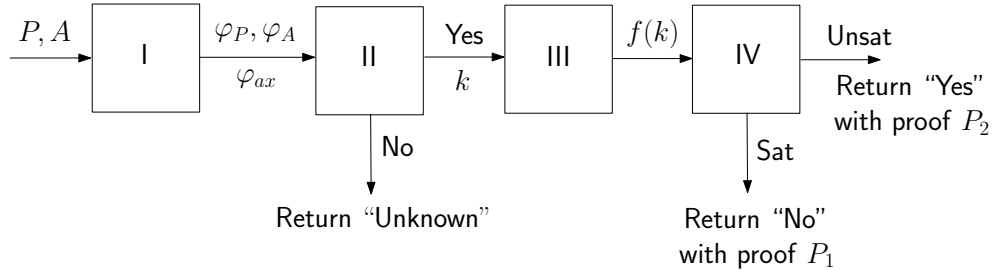 P, A
I
φ_P, φ_A
φ_ax
II
Yes
k
III
f(k)
IV
Unsat
Return “Yes”
with proof P_2
No
Return “Unknown”
Sat
Return “No”
with proof P_1